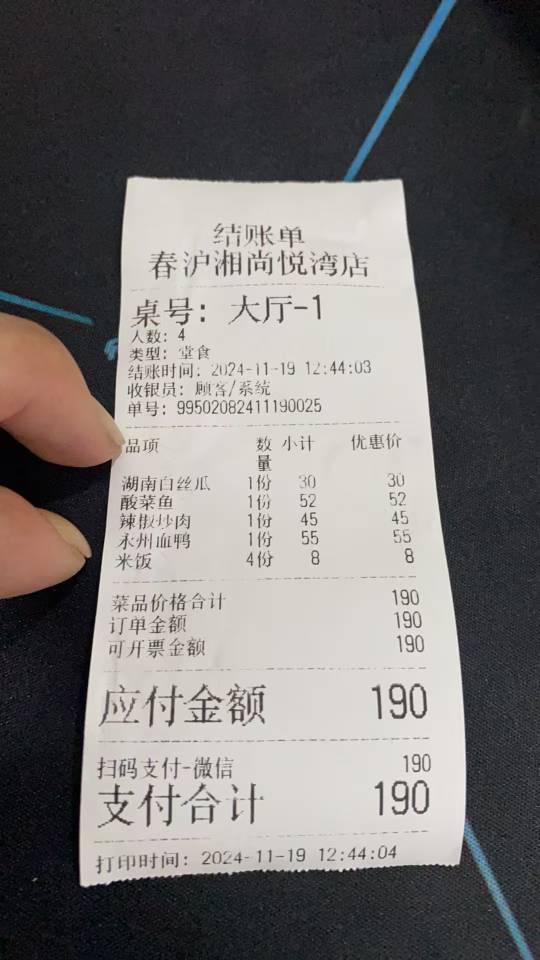 结账单
春沪湘尚悦湾店
桌号：大厅-1
人数：4
类型：堂食
结账时间：2024-11-19 12:44:03
收银员：顾客/系统
单号：99502082411190025
品项 数量 小计 优惠价
湖南白丝瓜 1份 30 30
酸菜鱼 1份 52 52
辣椒炒肉 1份 45 45
永州血鸭 1份 55 55
米饭 4份 8 8
菜品价格合计 190
订单金额 190
可开票金额 190
应付金额 190
扫码支付-微信 190
支付合计 190
打印时间：2024-11-19 12:44:04